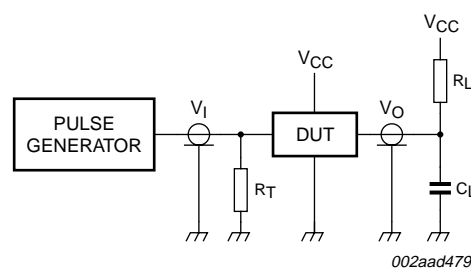 VCC
VCC
RL
VI
VO
PULSE
GENERATOR
DUT
RT
CL
002aad479